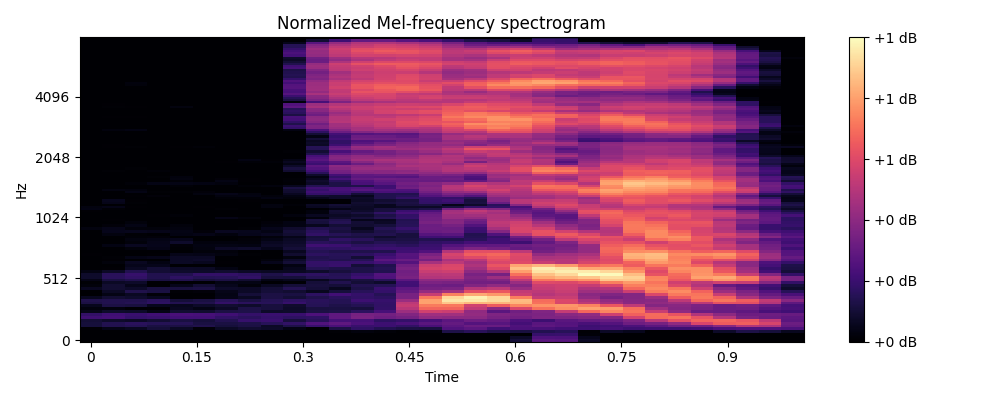 Normalized Mel-frequency spectrogram
Hz
4096
2048
1024
512
0
0 0.15 0.3 0.45 0.6 0.75 0.9
Time
+1 dB
+1 dB
+1 dB
+0 dB
+0 dB
+0 dB